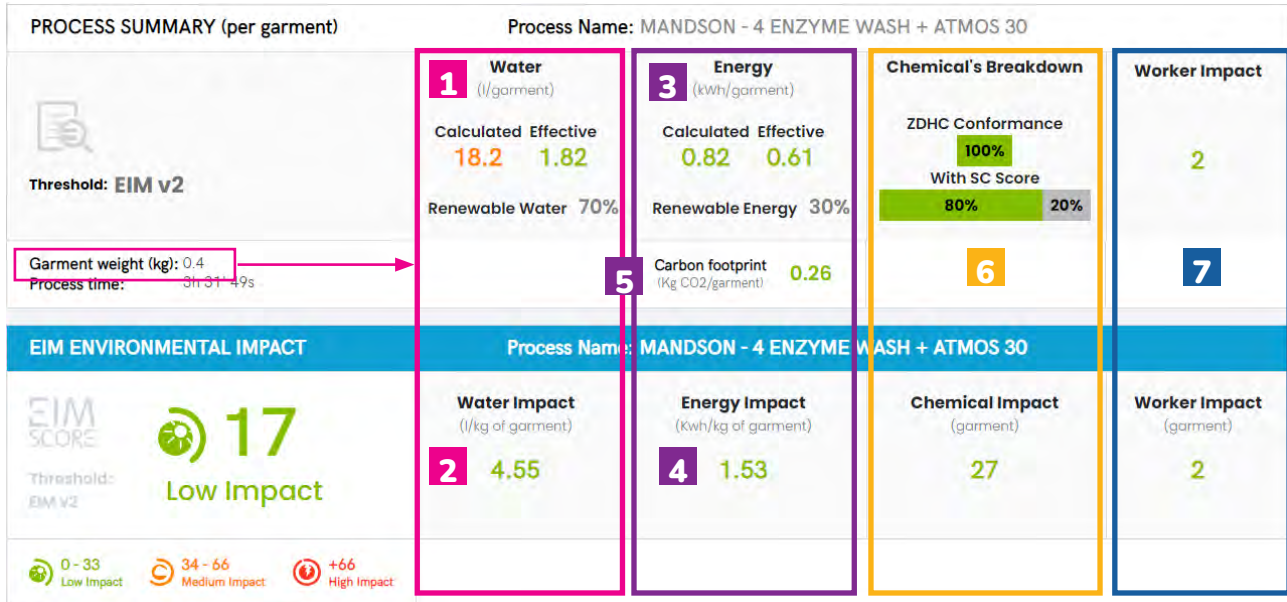 PROCESS SUMMARY (per garment)
Process Name: MANDSON - 4 ENZYME WASH + ATMOS 30
Threshold: EIM v2
1
Water
(l/garment)
Calculated Effective
18.2 1.82
Renewable Water 70%
3
Energy
(kWh/garment)
Calculated Effective
0.82 0.61
Renewable Energy 30%
Chemical's Breakdown
ZDHC Conformance
100%
With SC Score
80% 20%
Worker Impact
2
Garment weight (kg): 0.4
Process time: 3h 31' 49s
5
Carbon footprint
(Kg CO2/garment)
0.26
6
7
EIM ENVIRONMENTAL IMPACT
Process Name: MANDSON - 4 ENZYME WASH + ATMOS 30
EIM
SCORE
Threshold:
EIM V2
17
Low Impact
Water Impact
(l/kg of garment)
2
4.55
Energy Impact
(Kwh/kg of garment)
4
1.53
Chemical Impact
(garment)
27
Worker Impact
(garment)
2
0 - 33
Low Impact
34 - 66
Medium Impact
+66
High Impact